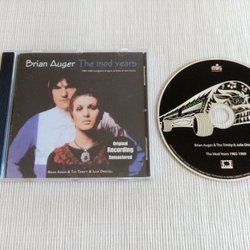 Brian Auger The mod years
Original
Recording
Remastered
BRIAN AUGER & THE TRINITY & JULIE DRISCOLL
Brian Auger & The Trinity & Julie Dris
The Mod Years 1965-1969